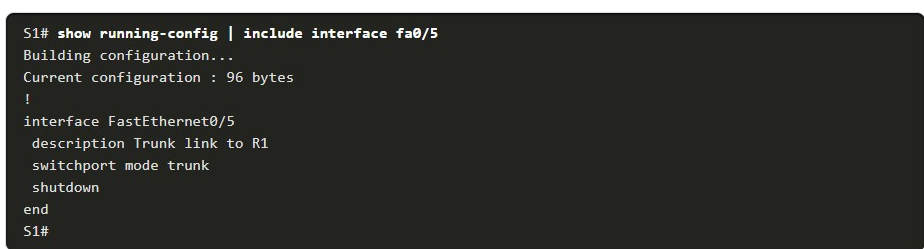 S1# show running-config | include interface fa0/5
Building configuration...
Current configuration : 96 bytes
!
interface FastEthernet0/5
 description Trunk link to R1
 switchport mode trunk
 shutdown
end
S1#